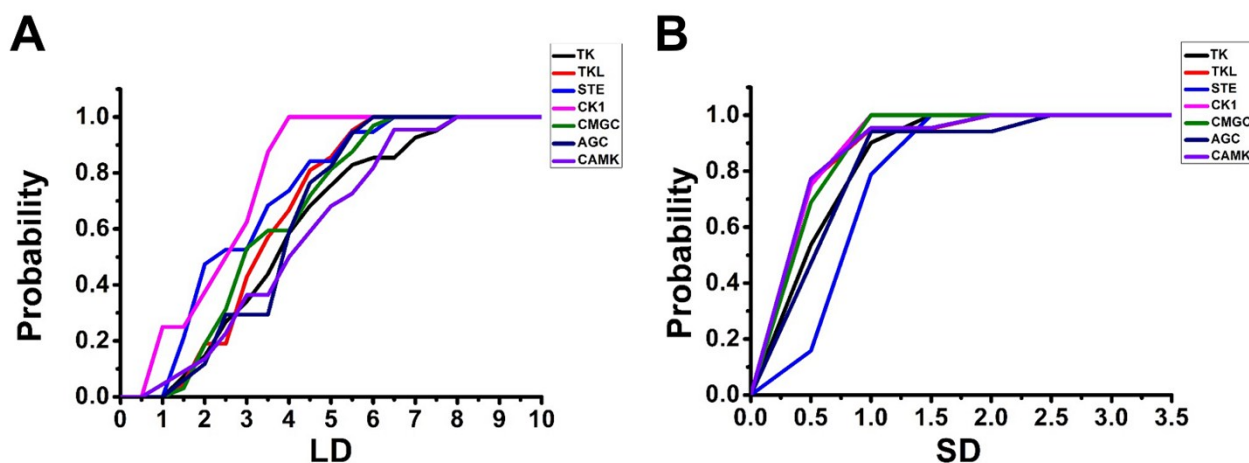 A
TK
TKL
STE
CK1
CMGC
AGC
CAMK
Probability
1.0
0.8
0.6
0.4
0.2
0.0
0 1 2 3 4 5 6 7 8 9 10
LD
B
TK
TKL
STE
CK1
CMGC
AGC
CAMK
Probability
1.0
0.8
0.6
0.4
0.2
0.0
0.0 0.5 1.0 1.5 2.0 2.5 3.0 3.5
SD